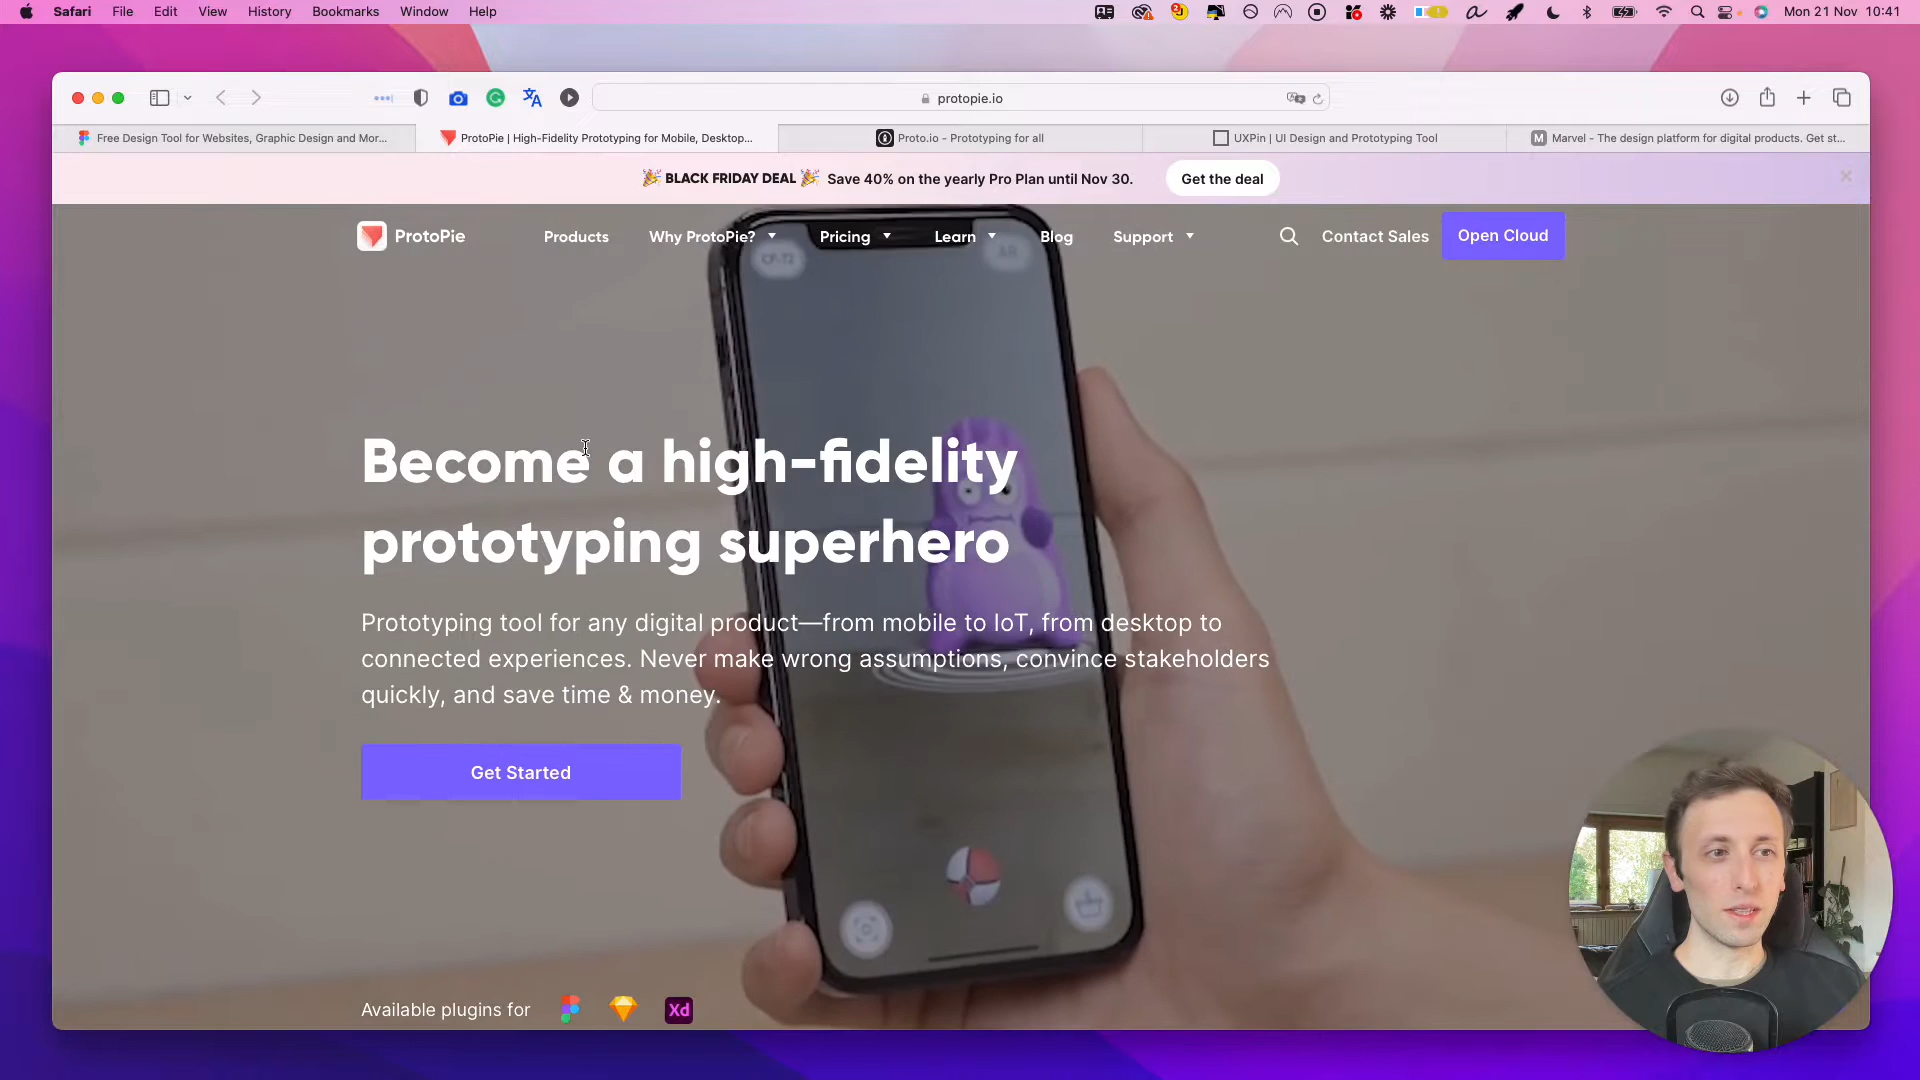 Safari File Edit View History Bookmarks Window Help Mon 21 Nov 10:41
protopie.io
Free Design Tool for Websites, Graphic Design and Mor...
ProtoPie | High-Fidelity Prototyping for Mobile, Desktop...
Proto.io - Prototyping for all
UXPin | UI Design and Prototyping Tool
M Marvel - The design platform for digital products. Get st...
BLACK FRIDAY DEAL Save 40% on the yearly Pro Plan until Nov 30. Get the deal
ProtoPie Products Why ProtoPie? Pricing Learn Blog Support Contact Sales Open Cloud
CP-T2 AR
Become a high-fidelity
prototyping superhero
Prototyping tool for any digital product—from mobile to IoT, from desktop to
connected experiences. Never make wrong assumptions, convince stakeholders
quickly, and save time & money.
Get Started
Available plugins for Xd